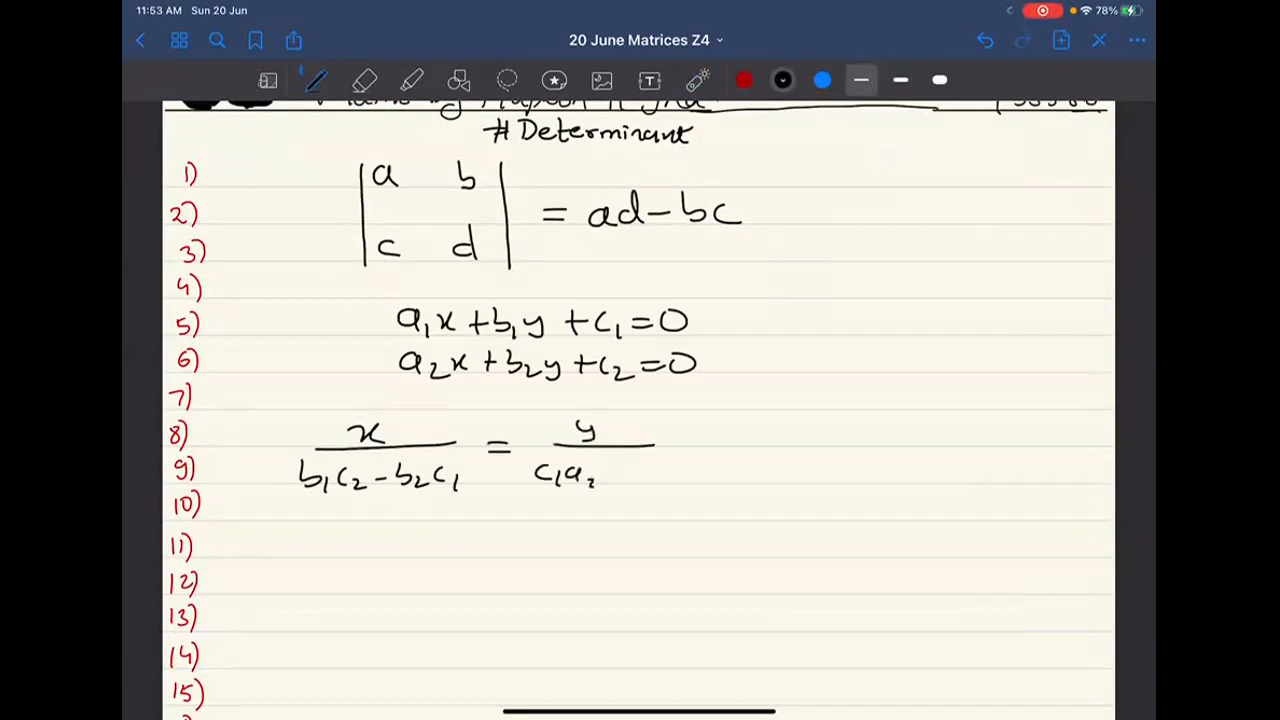 11:53 AM Sun 20 Jun
78%
20 June Matrices Z4
# Determinant
1)
2)
3)
4)
5)
6)
7)
8)
9)
10)
11)
12)
13)
14)
15)
|a b|
|c d| = ad - bc
a₁x + b₁y + c₁ = 0
a₂x + b₂y + c₂ = 0
x/(b₁c₂ - b₂c₁) = y/(c₁a₂